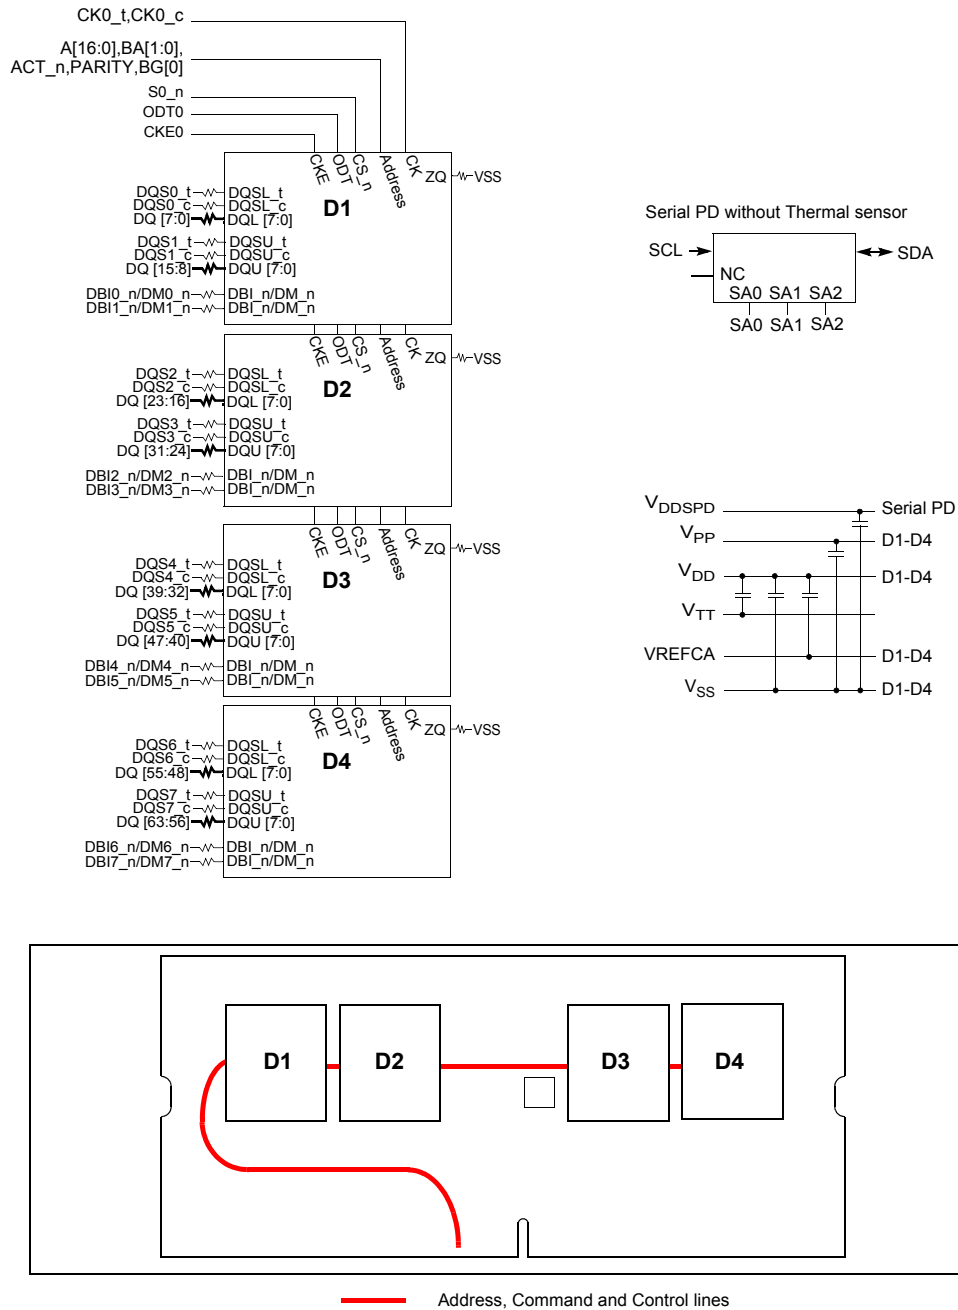 CK0_t,CK0_c
A[16:0],BA[1:0],
ACT_n,PARITY,BG[0]
S0_n
ODT0
CKE0
CKE ODT CS_n Address CK
ZQ VSS
D1
DQS0_t DQSL_t
DQS0_c DQSL_c
DQ [7:0] DQL [7:0]
DQS1_t DQSU_t
DQS1_c DQSU_c
DQ [15:8] DQU [7:0]
DBI0_n/DM0_n DBI_n/DM_n
DBI1_n/DM1_n DBI_n/DM_n
CKE ODT CS_n Address CK
ZQ VSS
D2
DQS2_t DQSL_t
DQS2_c DQSL_c
DQ [23:16] DQL [7:0]
DQS3_t DQSU_t
DQS3_c DQSU_c
DQ [31:24] DQU [7:0]
DBI2_n/DM2_n DBI_n/DM_n
DBI3_n/DM3_n DBI_n/DM_n
CKE ODT CS_n Address CK
ZQ VSS
D3
DQS4_t DQSL_t
DQS4_c DQSL_c
DQ [39:32] DQL [7:0]
DQS5_t DQSU_t
DQS5_c DQSU_c
DQ [47:40] DQU [7:0]
DBI4_n/DM4_n DBI_n/DM_n
DBI5_n/DM5_n DBI_n/DM_n
CKE ODT CS_n Address CK
ZQ VSS
D4
DQS6_t DQSL_t
DQS6_c DQSL_c
DQ [55:48] DQL [7:0]
DQS7_t DQSU_t
DQS7_c DQSU_c
DQ [63:56] DQU [7:0]
DBI6_n/DM6_n DBI_n/DM_n
DBI7_n/DM7_n DBI_n/DM_n
Serial PD without Thermal sensor
SCL SDA
NC
SA0 SA1 SA2
SA0 SA1 SA2
VDDSPD Serial PD
VPP D1-D4
VDD D1-D4
VTT
VREFCA D1-D4
VSS D1-D4
D1 D2 D3 D4
Address, Command and Control lines